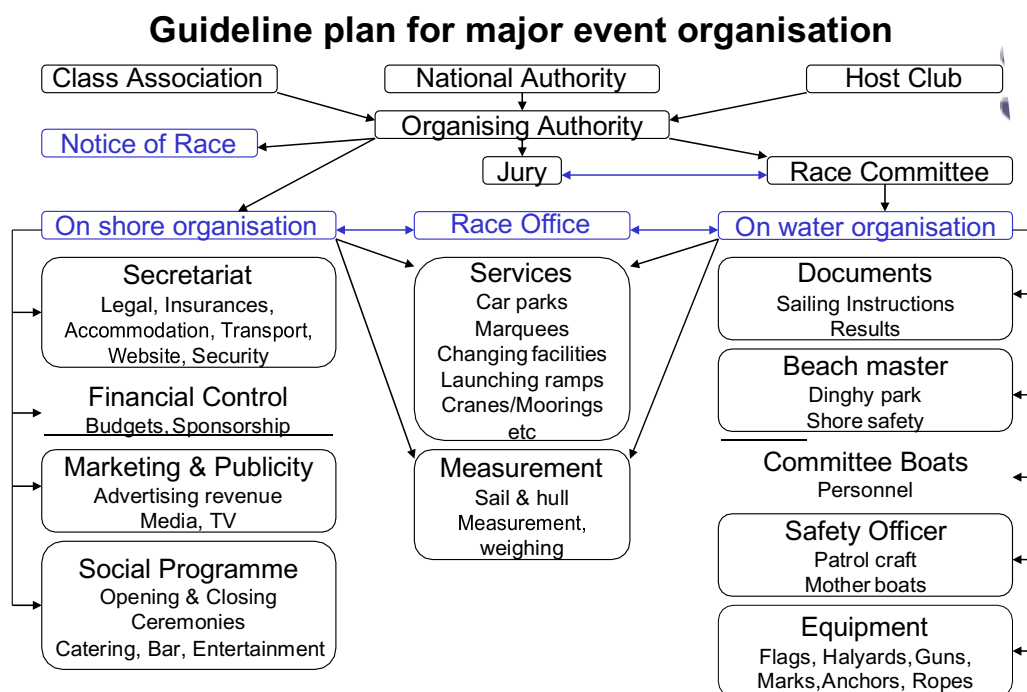 Guideline plan for major event organisation
Class Association
National Authority
Host Club
Organising Authority
Notice of Race
Jury
Race Committee
On shore organisation
Race Office
On water organisation
Secretariat
Legal, Insurances,
Accommodation, Transport,
Website, Security
Financial Control
Budgets, Sponsorship
Marketing & Publicity
Advertising revenue
Media, TV
Social Programme
Opening & Closing
Ceremonies
Catering, Bar, Entertainment
Services
Car parks
Marquees
Changing facilities
Launching ramps
Cranes/Moorings
etc
Measurement
Sail & hull
Measurement,
weighing
Documents
Sailing Instructions
Results
Beach master
Dinghy park
Shore safety
Committee Boats
Personnel
Safety Officer
Patrol craft
Mother boats
Equipment
Flags, Halyards, Guns,
Marks, Anchors, Ropes